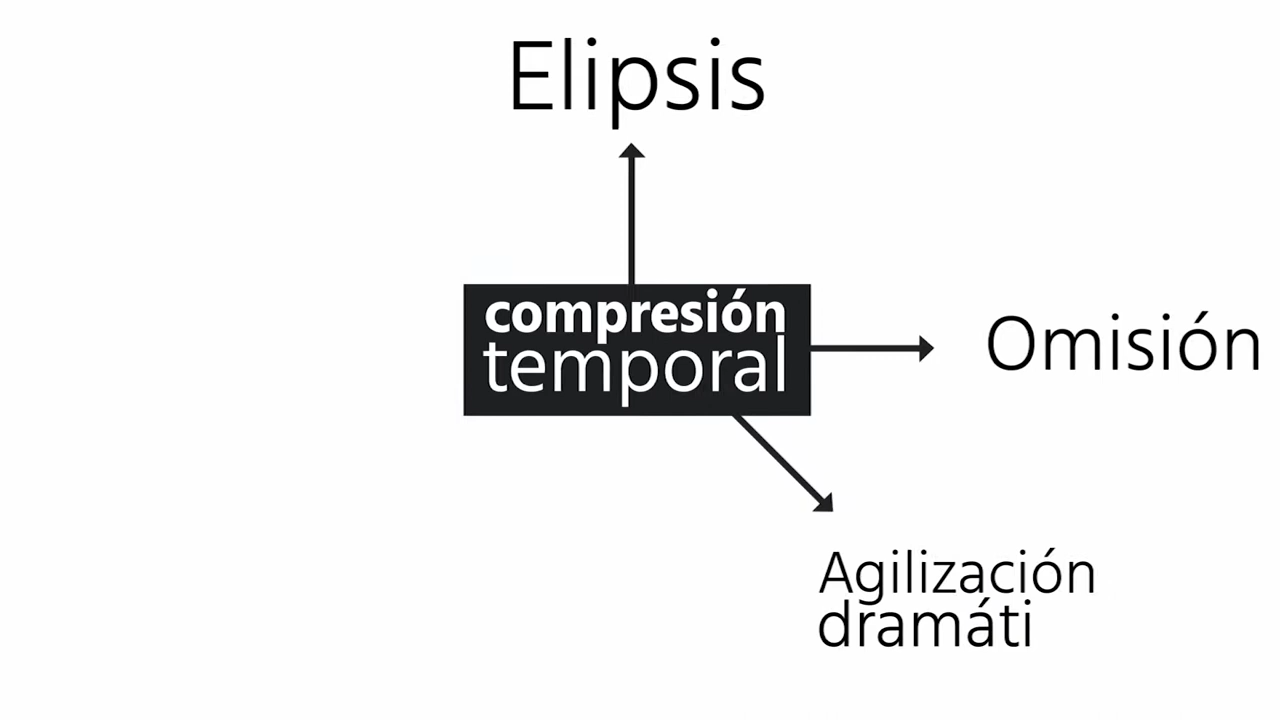 Elipsis
compresión
temporal
Omisión
Agilización
dramáti